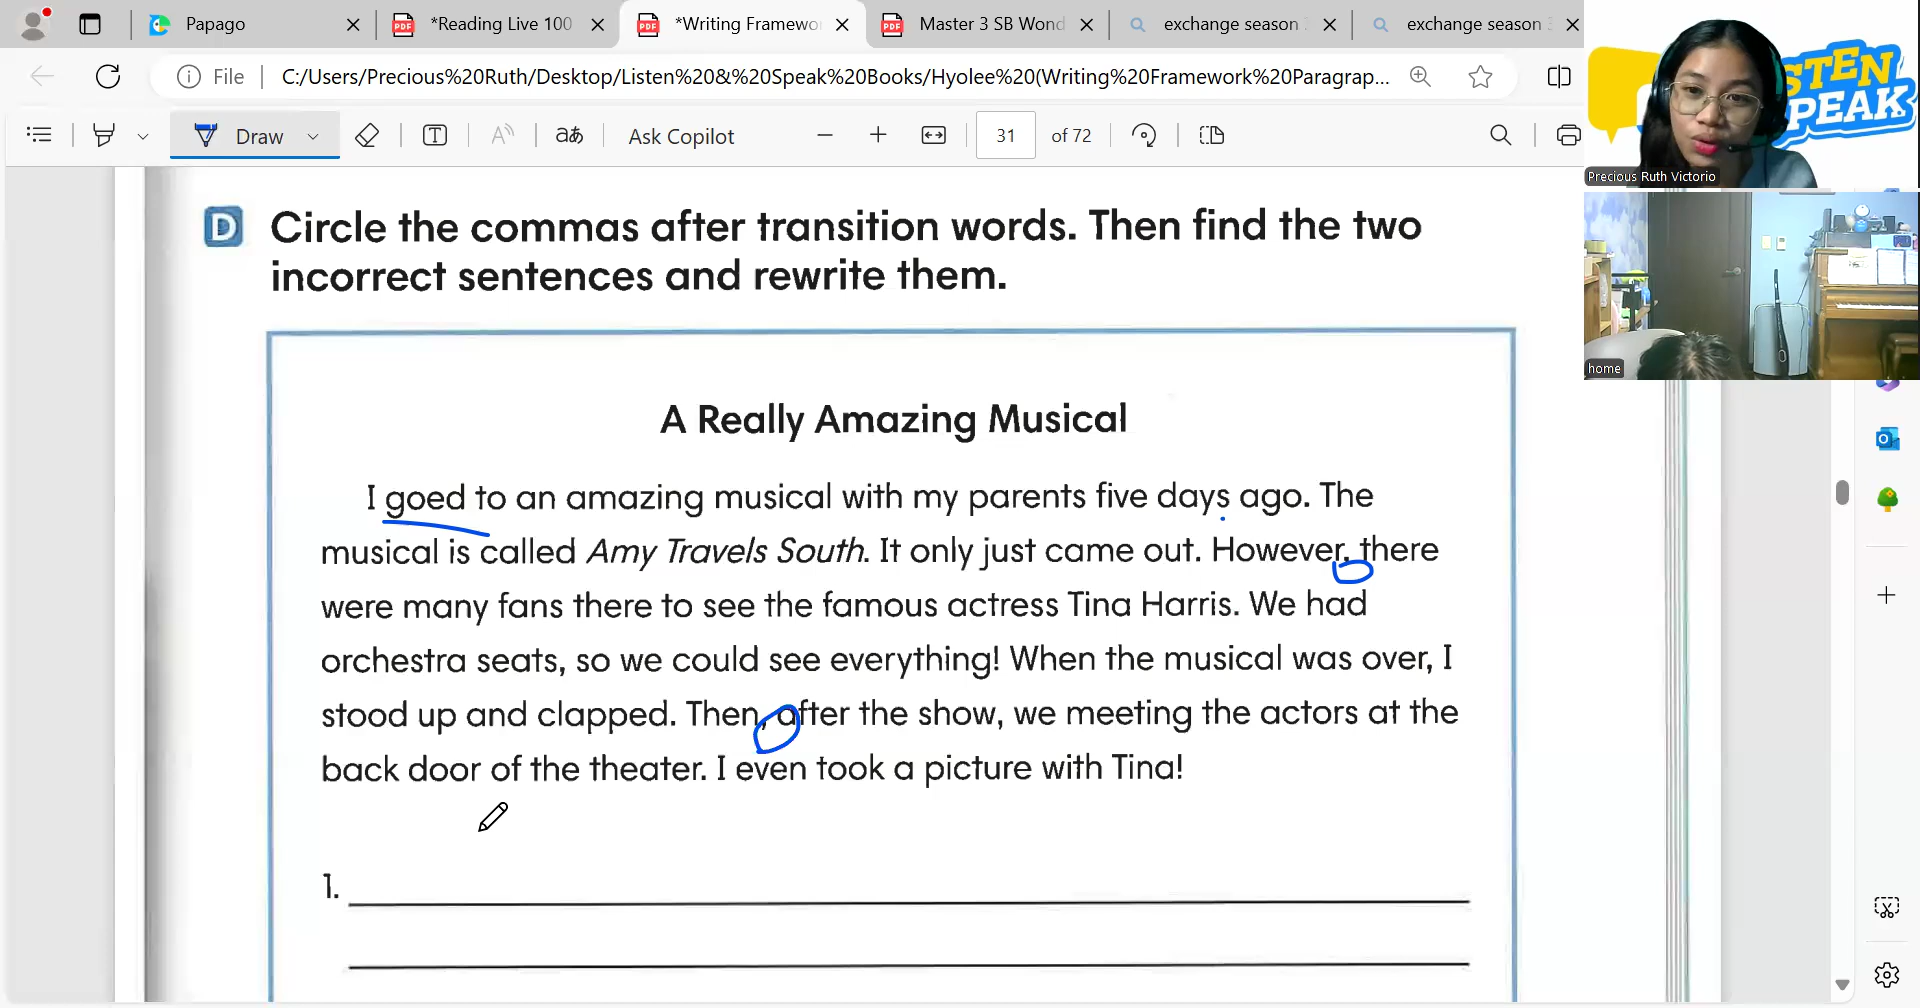 Papago
*Reading Live 100
*Writing Framewo
Master 3 SB Wond
exchange season
exchange season
File
C:/Users/Precious%20Ruth/Desktop/Listen%20&%20Speak%20Books/Hyolee%20(Writing%20Framework%20Paragrap...
Draw
aあ
Ask Copilot
31
of 72
PEAK
Precious Ruth Victorio
home
D Circle the commas after transition words. Then find the two
incorrect sentences and rewrite them.
A Really Amazing Musical
I goed to an amazing musical with my parents five days ago. The
musical is called Amy Travels South. It only just came out. However, there
were many fans there to see the famous actress Tina Harris. We had
orchestra seats, so we could see everything! When the musical was over, I
stood up and clapped. Then, after the show, we meeting the actors at the
back door of the theater. I even took a picture with Tina!
1.